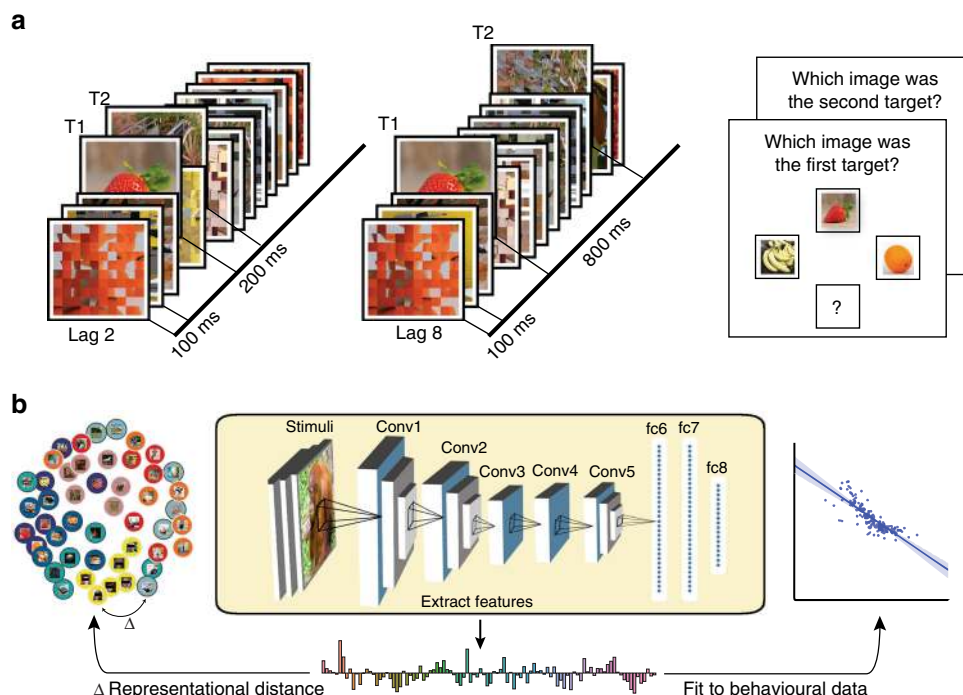 a
T2
T2
T1
T1
Lag 2
100 ms
200 ms
Lag 8
100 ms
800 ms
Which image was
the second target?
Which image was
the first target?
?
b
Stimuli
Conv1
Conv2
Conv3
Conv4
Conv5
fc6
fc7
fc8
Extract features
Δ
Δ Representational distance
Fit to behavioural data